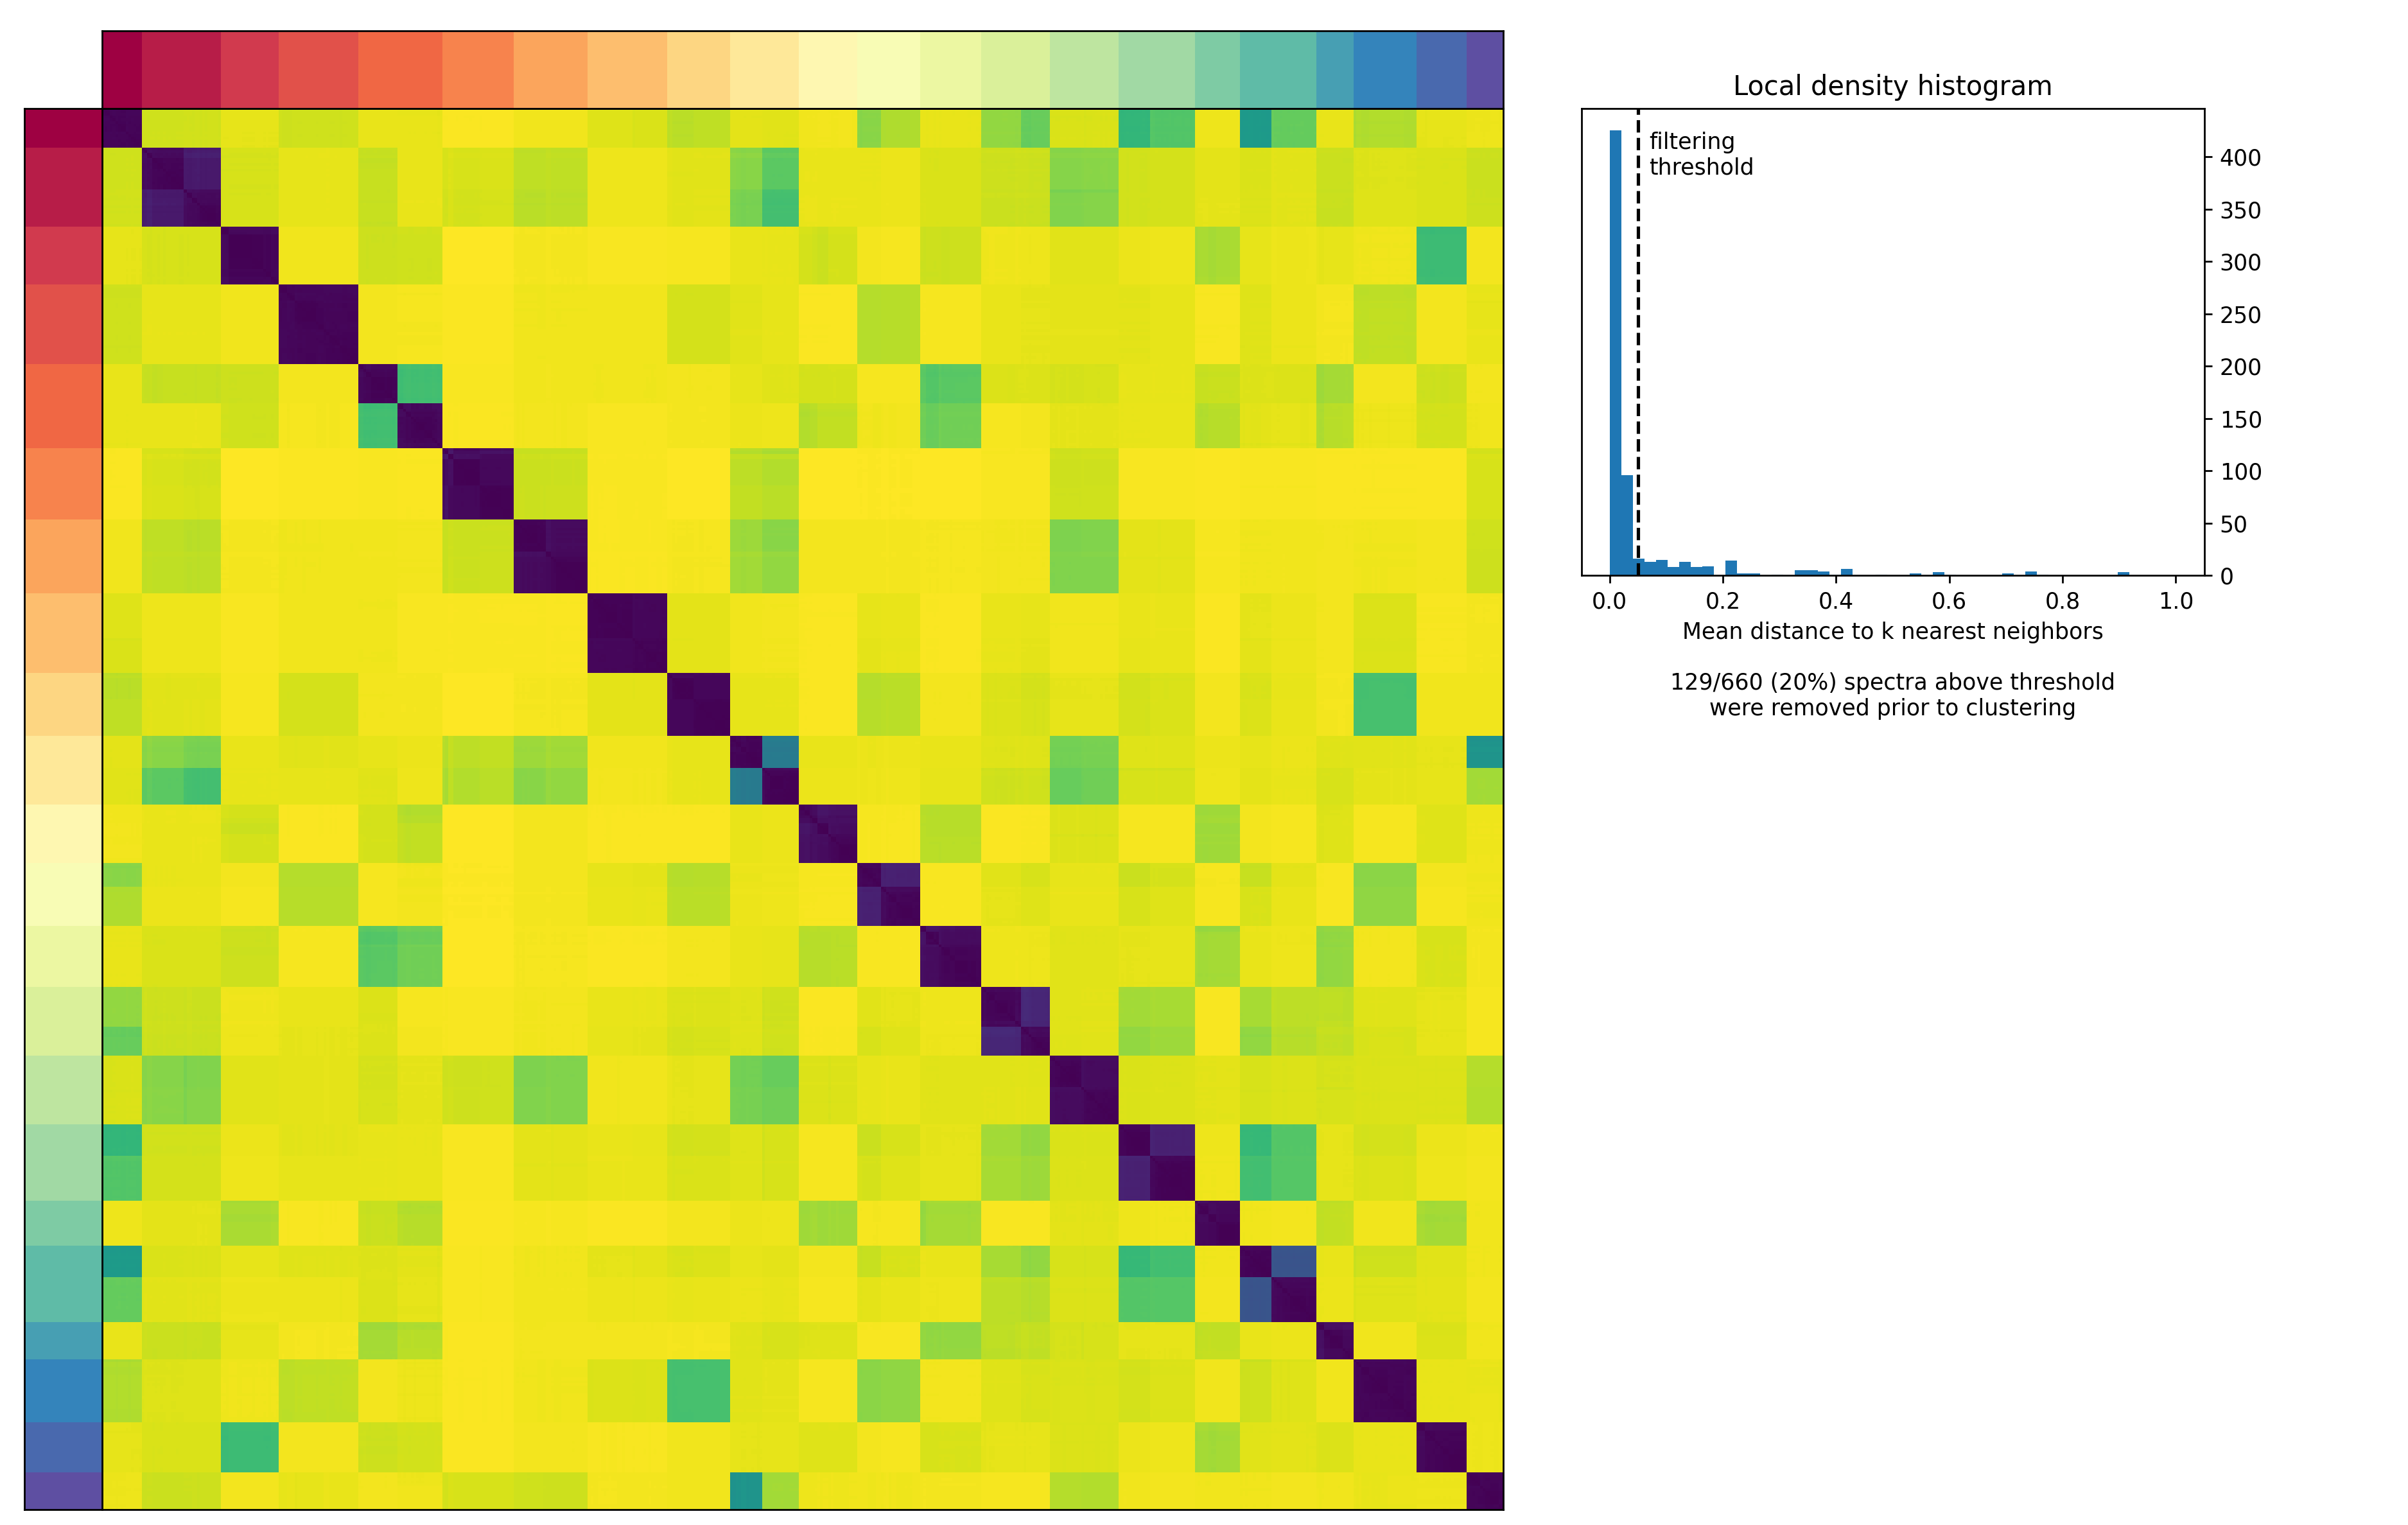 Local density histogram
filtering
threshold
400
350
300
250
200
150
100
50
0
0.0 0.2 0.4 0.6 0.8 1.0
Mean distance to k nearest neighbors
129/660 (20%) spectra above threshold
were removed prior to clustering